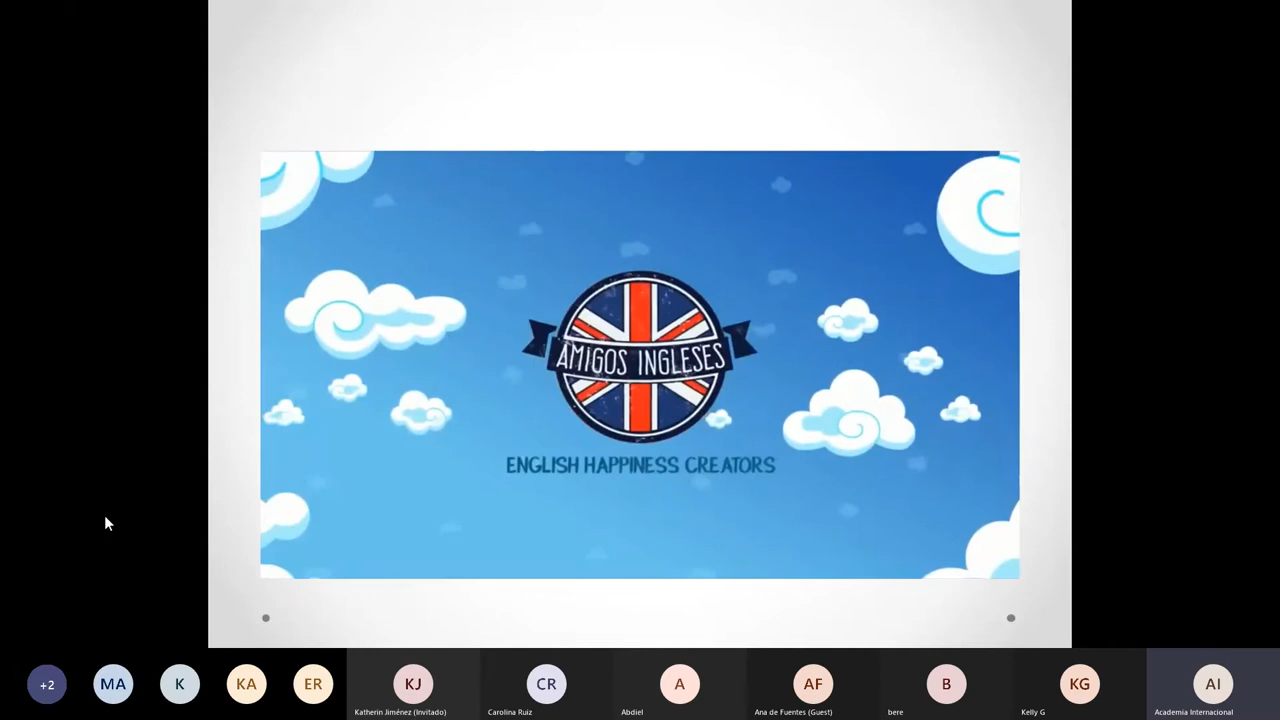 AMIGOS INGLESES
ENGLISH HAPPINESS CREATORS
+2
MA
K
KA
ER
KJ
CR
A
AF
B
KG
AI
Katherin Jiménez (Invitado)
Carolina Ruiz
Abdiel
Ana de Fuentes (Guest)
bere
Kelly G
Academia Internacional